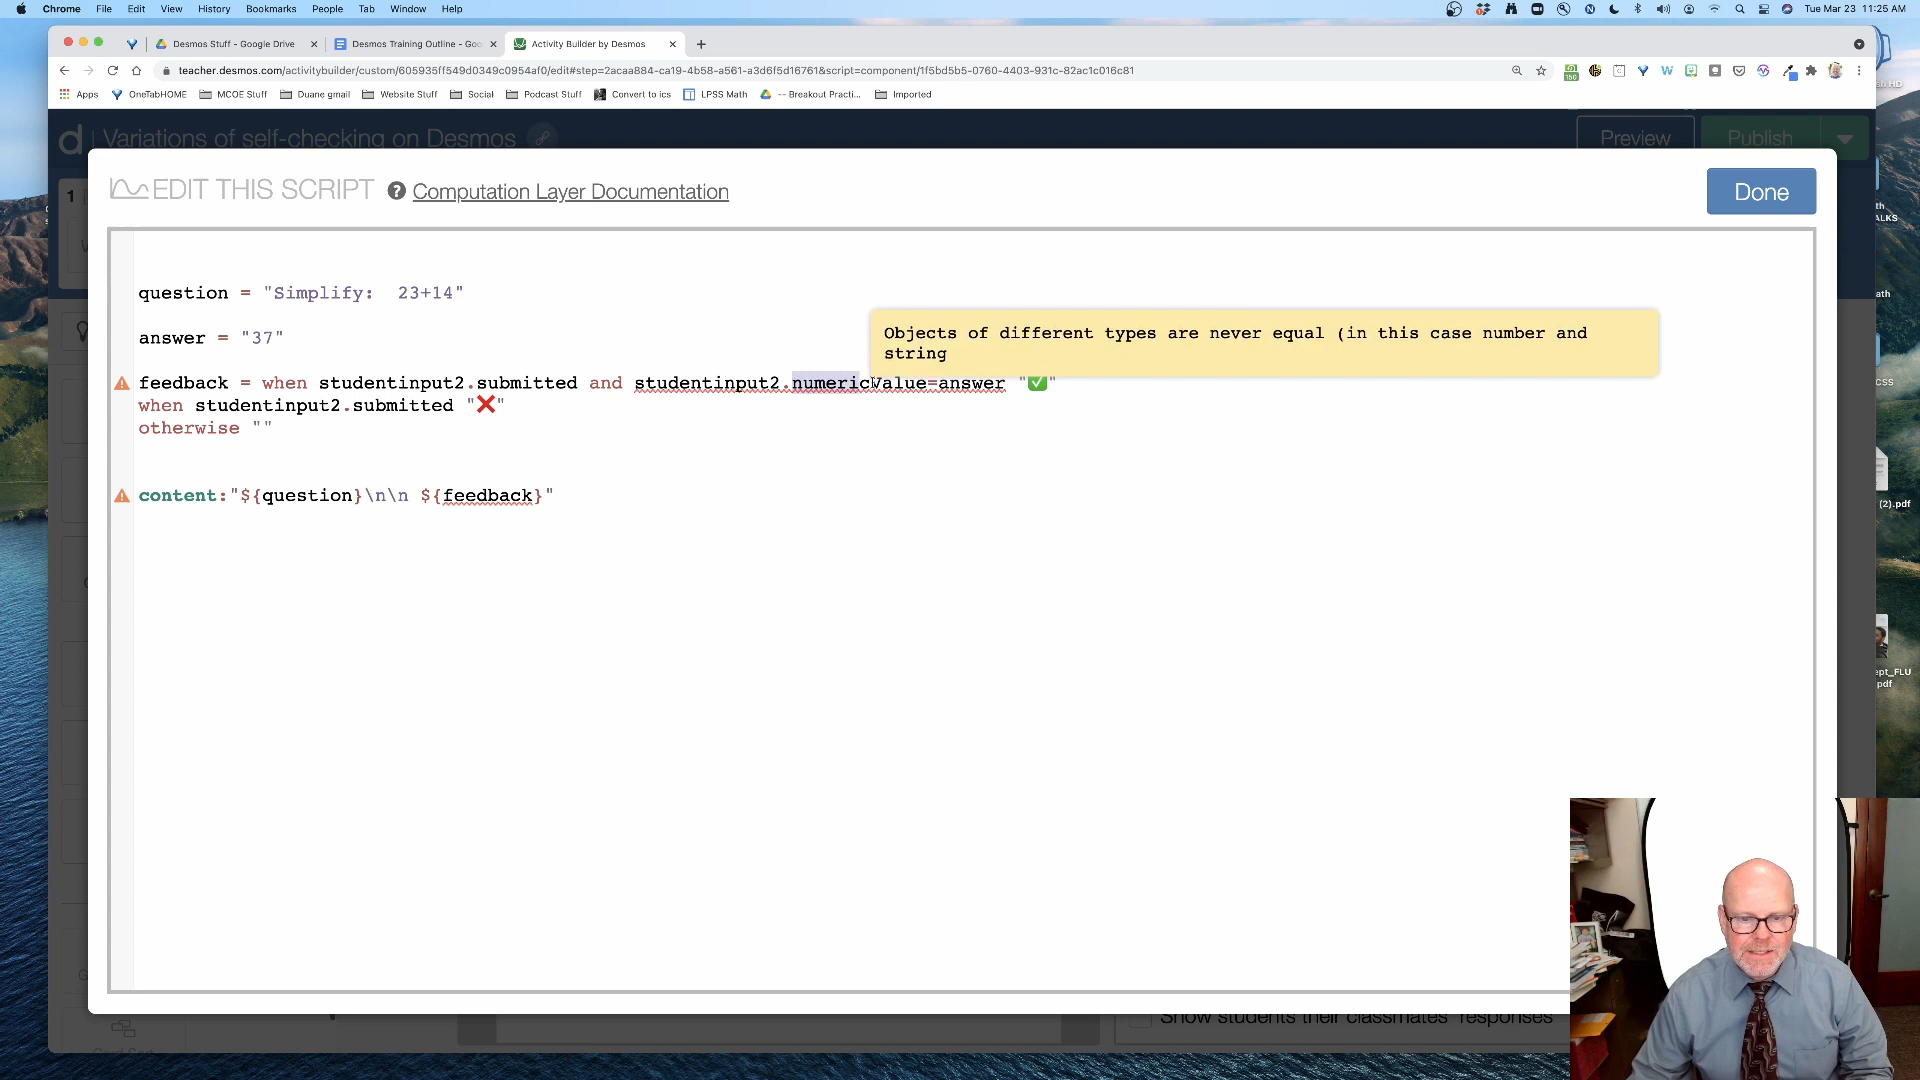 Chrome File Edit View History Bookmarks People Tab Window Help
Tue Mar 23 11:25 AM
Desmos Stuff - Google Drive
Desmos Training Outline - Goo
Activity Builder by Desmos
teacher.desmos.com/activitybuilder/custom/605935ff549d0349c0954af0/edit#step=2acaa884-ca19-4b58-a561-a3d6f5d16761&script=component/1f5bd5b5-0760-4403-931c-82ac1c016c81
Apps OneTabHOME MCOE Stuff Duane gmail Website Stuff Social Podcast Stuff Convert to ics LPSS Math -- Breakout Practi... Imported
d | Variations of self-checking on Desmos
Preview Publish
1
EDIT THIS SCRIPT Computation Layer Documentation
Done
question = "Simplify:  23+14"
answer = "37"
Objects of different types are never equal (in this case number and
string
feedback = when studentinput2.submitted and studentinput2.numericValue=answer "✅"
when studentinput2.submitted "❌"
otherwise ""
content:"${question}\n\n ${feedback}"
Show students their classmates' responses
(2).pdf
ept_FLU
pdf